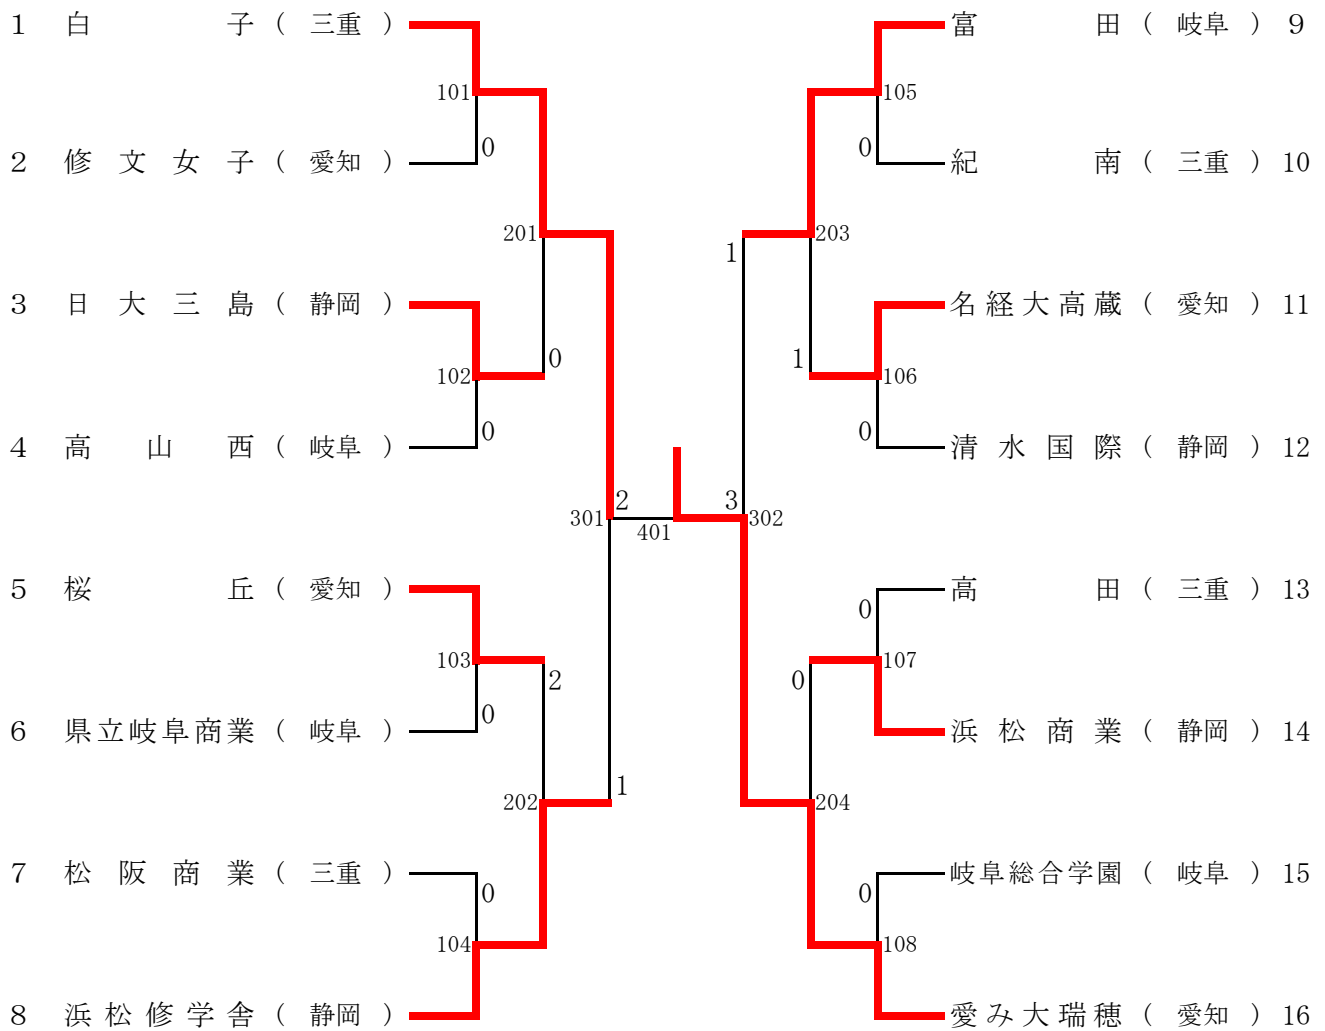 1 白子 ( 三重 )
富田 ( 岐阜 ) 9
101
105
0
0
2 修文女子 ( 愛知 )
紀南 ( 三重 ) 10
201
203
1
3 日大三島 ( 静岡 )
名経大高蔵 ( 愛知 ) 11
0
1
102
106
0
0
4 高山西 ( 岐阜 )
清水国際 ( 静岡 ) 12
2
3
301
302
401
5 桜丘 ( 愛知 )
高田 ( 三重 ) 13
0
103
107
2
0
0
6 県立岐阜商業 ( 岐阜 )
浜松商業 ( 静岡 ) 14
1
202
204
7 松阪商業 ( 三重 )
岐阜総合学園 ( 岐阜 ) 15
0
0
104
108
8 浜松修学舎 ( 静岡 )
愛み大瑞穂 ( 愛知 ) 16